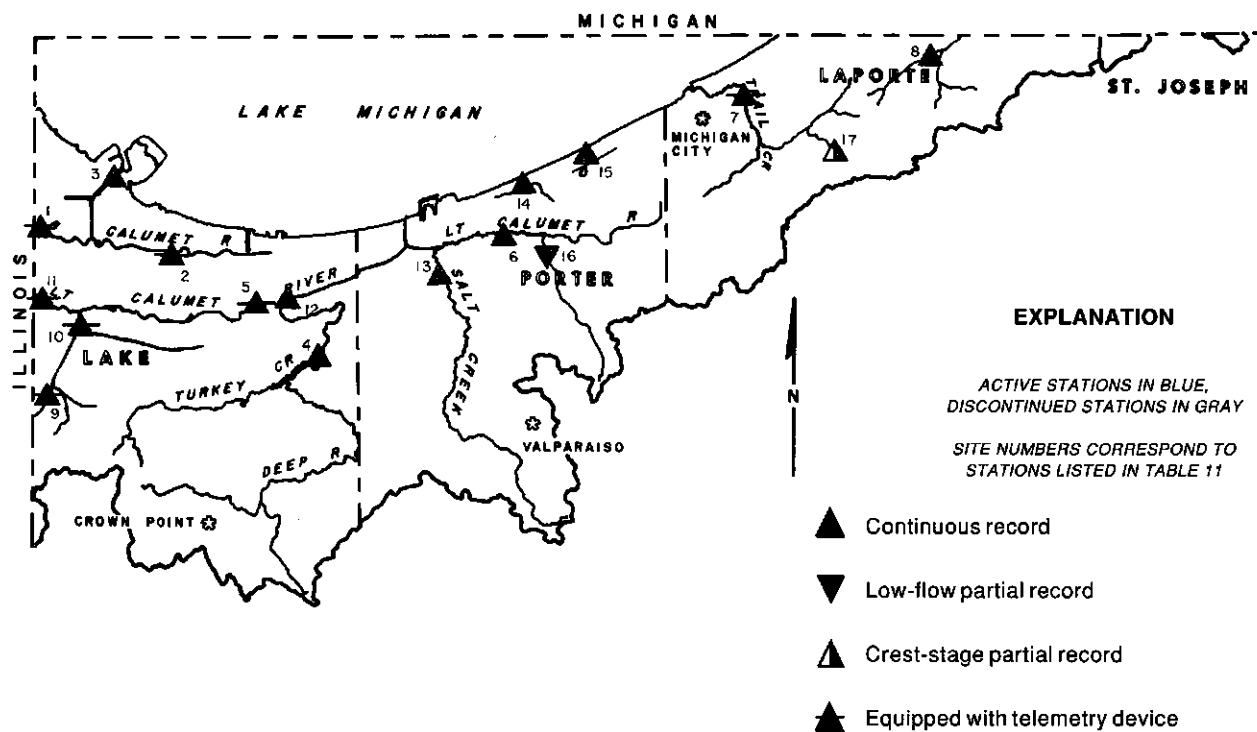 MICHIGAN
8
LAPORTE
ST. JOSEPH
LAKE MICHIGAN
TRAIL CR
7
MICHIGAN
CITY
17
15
3
14
1
CALUMET R
LT CALUMET R
2
6
16
PORTER
13
11
LT CALUMET RIVER
5
12
ILLINOIS
10
LAKE
4
TURKEY CR
SALT CREEK
9
N
VALPARAISO
DEEP R
CROWN POINT
EXPLANATION
ACTIVE STATIONS IN BLUE,
DISCONTINUED STATIONS IN GRAY
SITE NUMBERS CORRESPOND TO
STATIONS LISTED IN TABLE 11
Continuous record
Low-flow partial record
Crest-stage partial record
Equipped with telemetry device